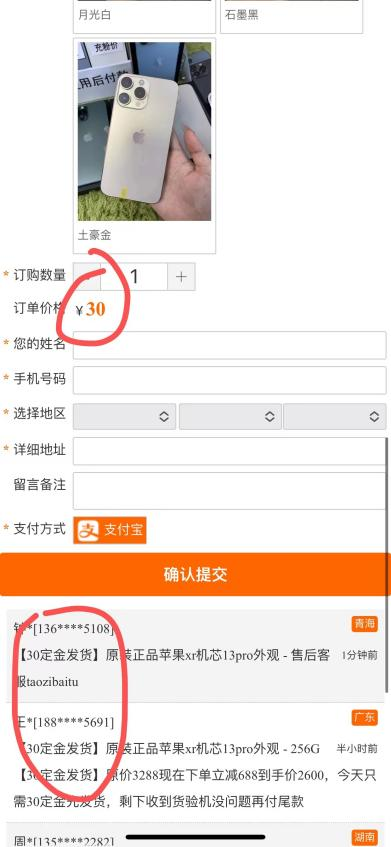 月光白
石墨黑
土豪金
* 订购数量
1 +
订单价格 ¥30
* 您的姓名
* 手机号码
* 选择地区
* 详细地址
留言备注
* 支付方式 支 支付宝
确认提交
钟*[136****5108] 青海
【30定金发货】原装正品苹果xr机芯13pro外观 - 售后客 1分钟前
服taozibaitu
王*[188****5691] 广东
【30定金发货】原装正品苹果xr机芯13pro外观 - 256G 半小时前
【30定金发货】原价3288现在下单立减688到手价2600，今天只
需30定金先发货，剩下收到货验机没问题再付尾款
周*[135****2282] 湖南